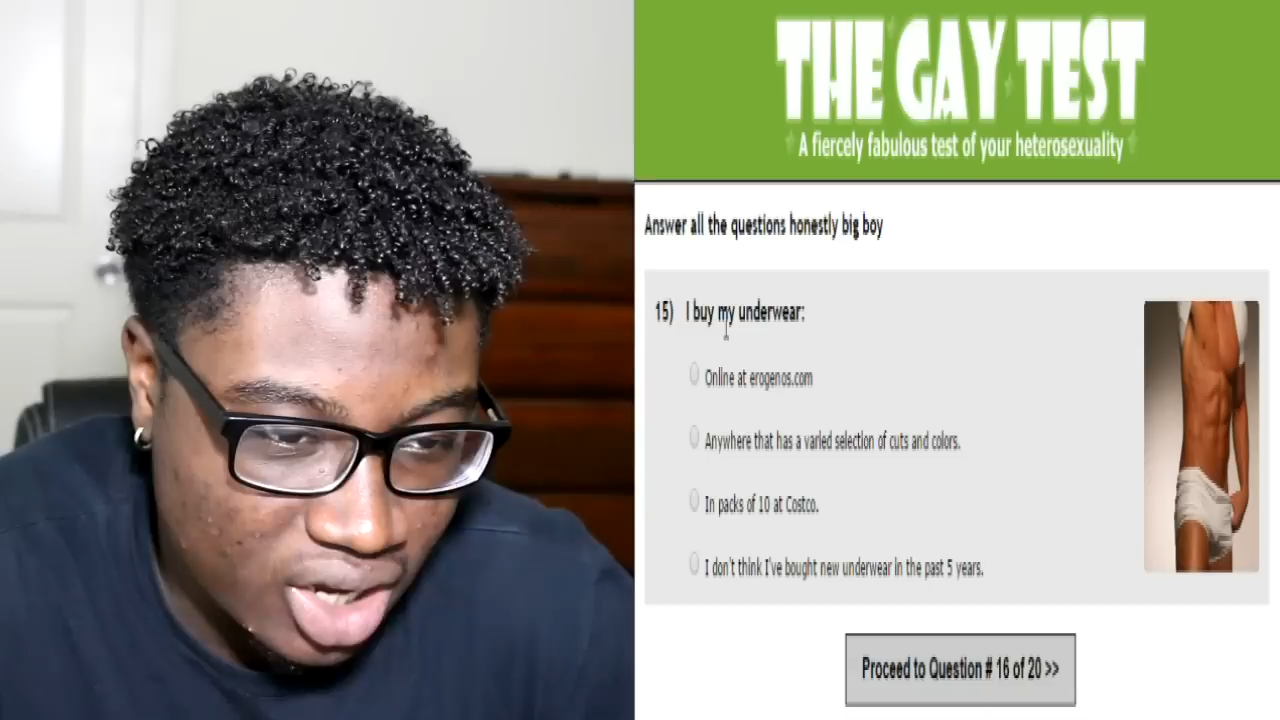 THE GAY TEST
A fiercely fabulous test of your heterosexuality
Answer all the questions honestly big boy
15) I buy my underwear:
Online at erogenos.com
Anywhere that has a varied selection of cuts and colors.
In packs of 10 at Costco.
I don't think I've bought new underwear in the past 5 years.
Proceed to Question # 16 of 20 >>